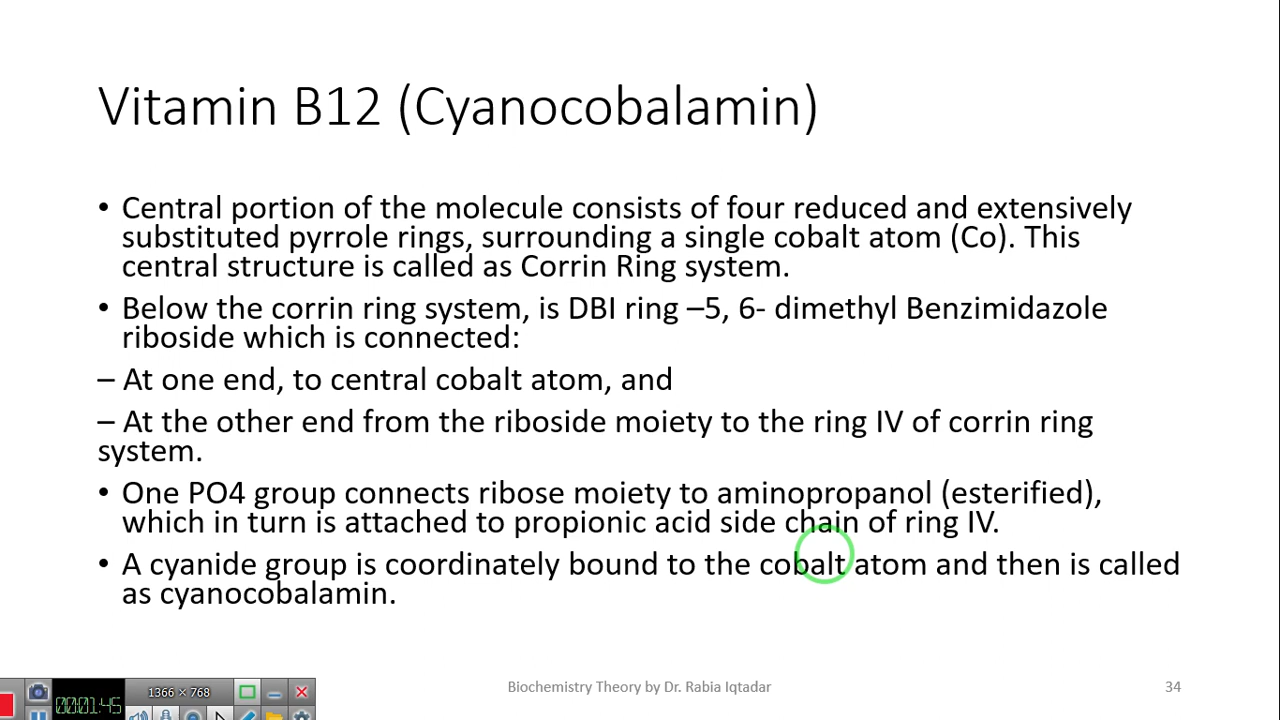 Vitamin B12 (Cyanocobalamin)
• Central portion of the molecule consists of four reduced and extensively
substituted pyrrole rings, surrounding a single cobalt atom (Co). This
central structure is called as Corrin Ring system.
• Below the corrin ring system, is DBI ring –5, 6- dimethyl Benzimidazole
riboside which is connected:
– At one end, to central cobalt atom, and
– At the other end from the riboside moiety to the ring IV of corrin ring
system.
• One PO4 group connects ribose moiety to aminopropanol (esterified),
which in turn is attached to propionic acid side chain of ring IV.
• A cyanide group is coordinately bound to the cobalt atom and then is called
as cyanocobalamin.
00:01:45
1366 × 768
Biochemistry Theory by Dr. Rabia Iqtadar
34